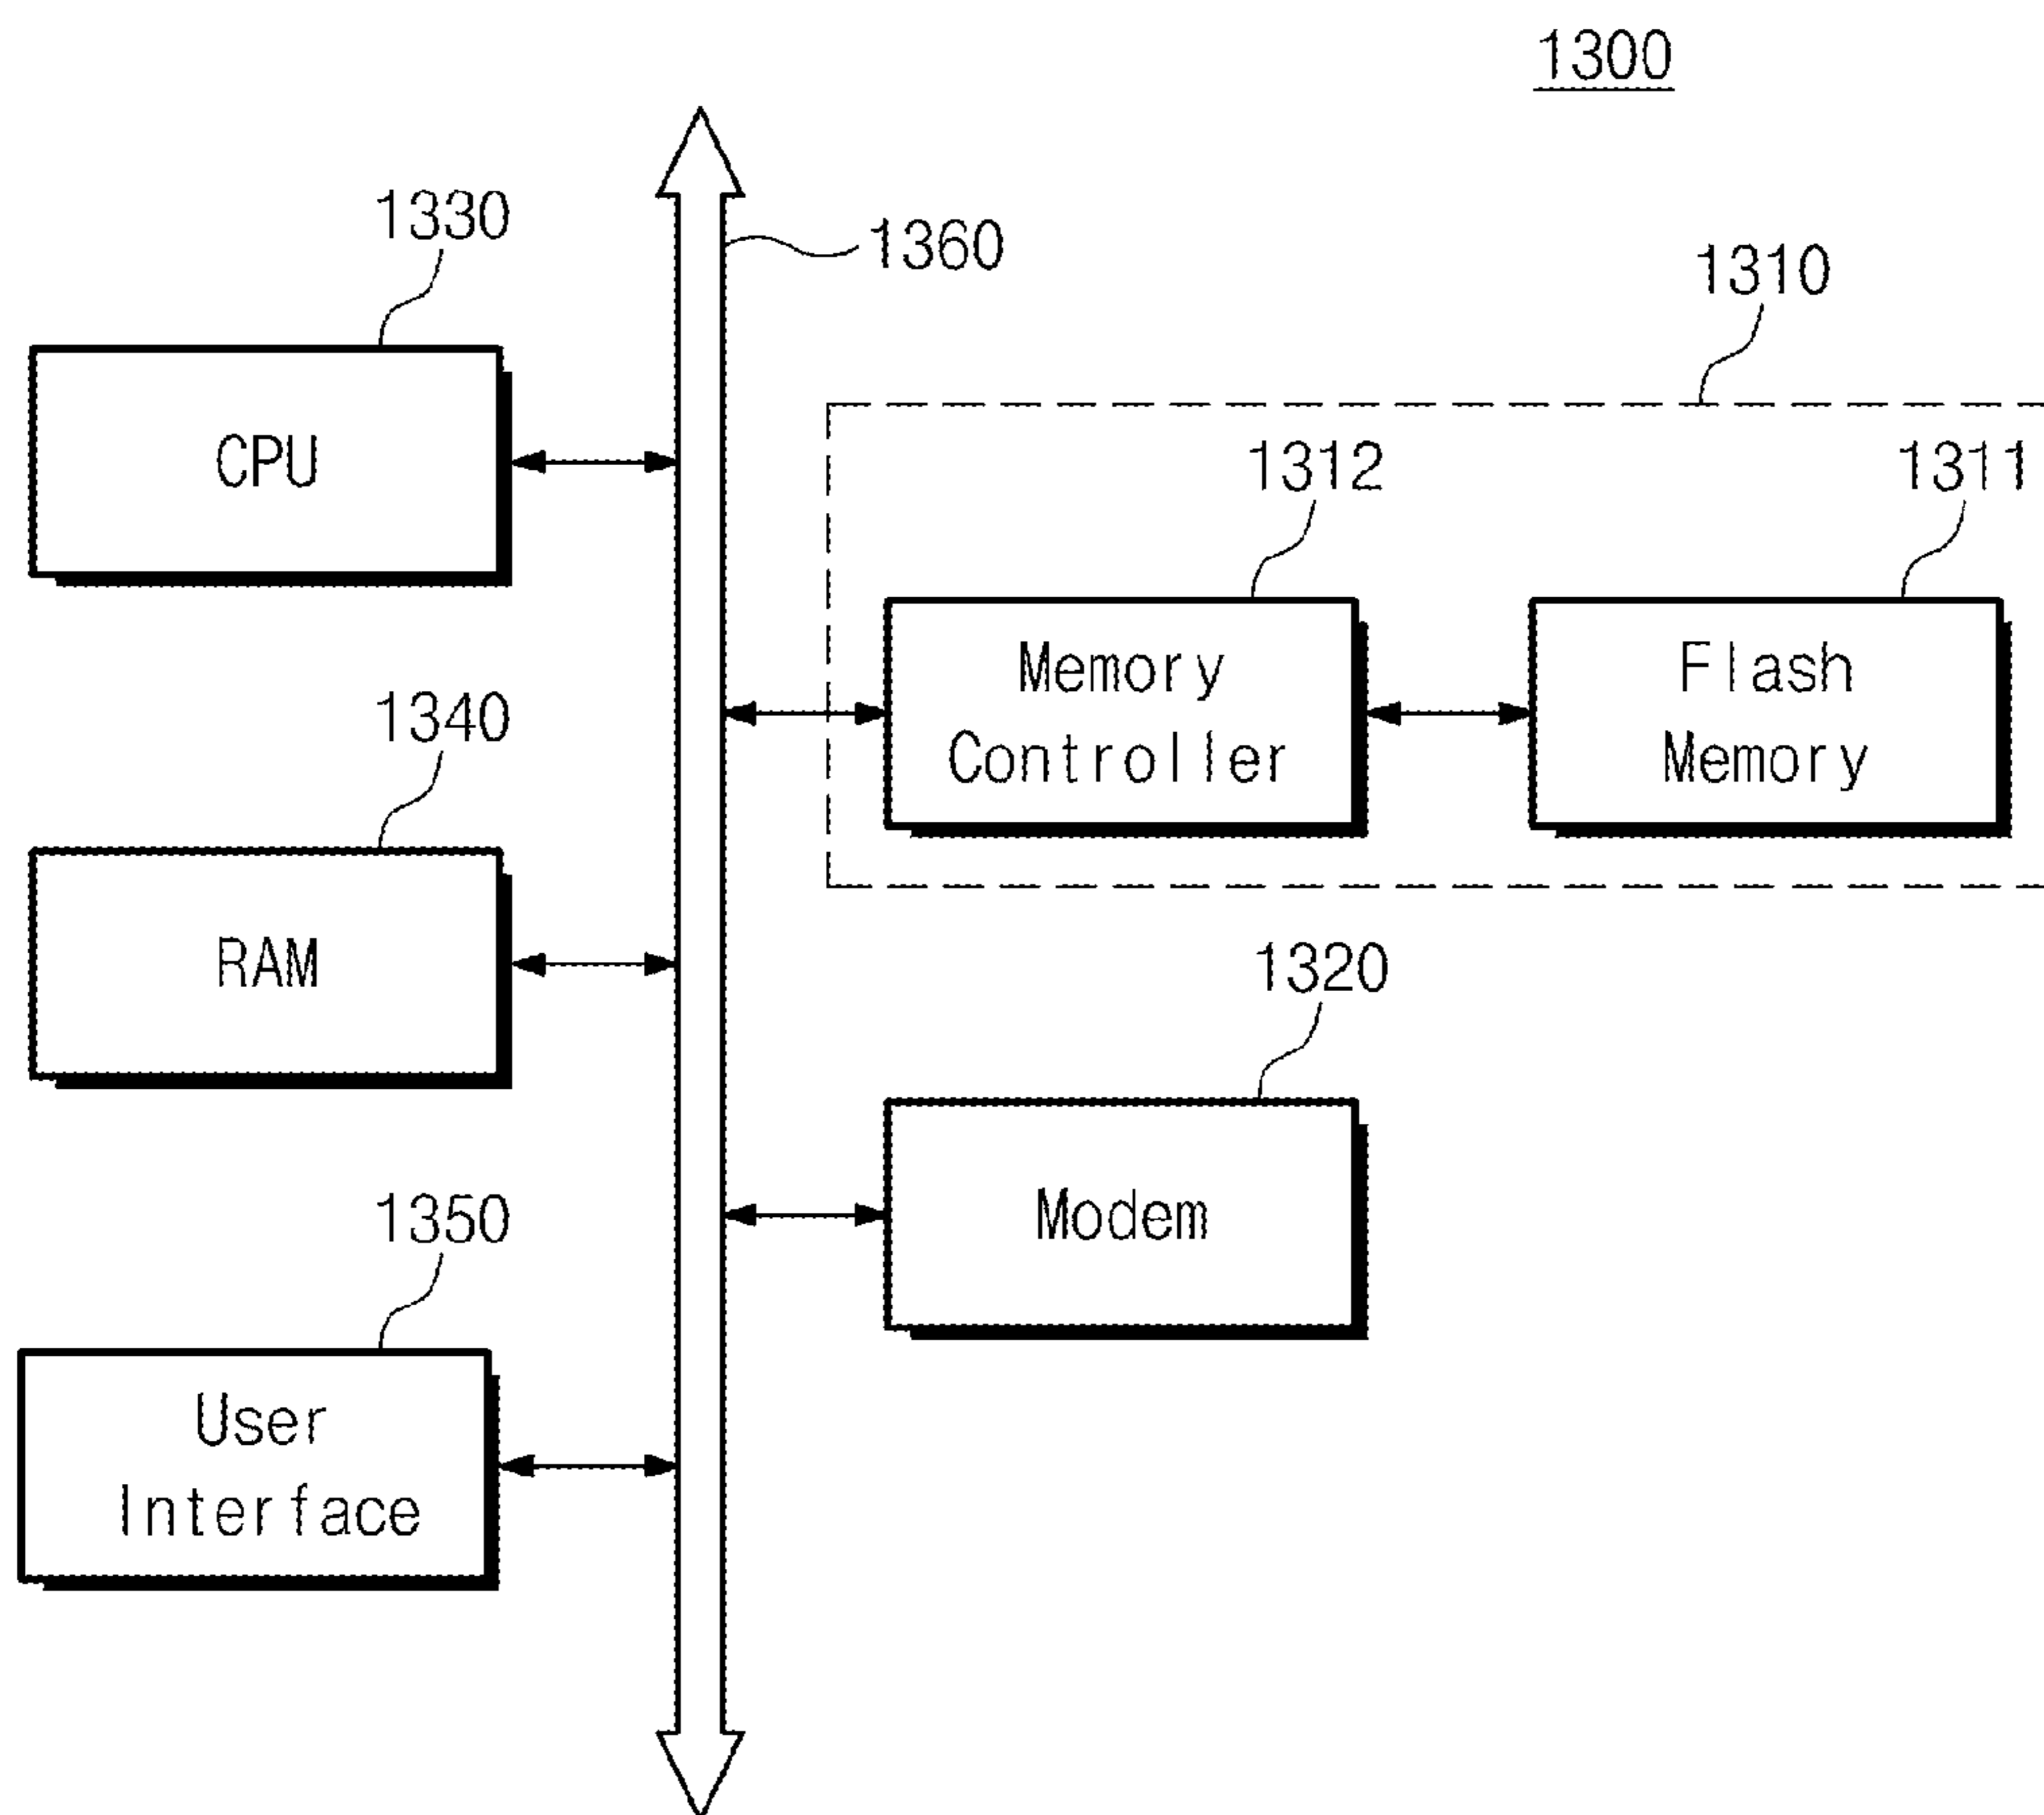 1300
1330
1360
1310
CPU
1312
1311
Memory
Controller
Flash
Memory
1340
RAM
1320
Modem
1350
User
Interface